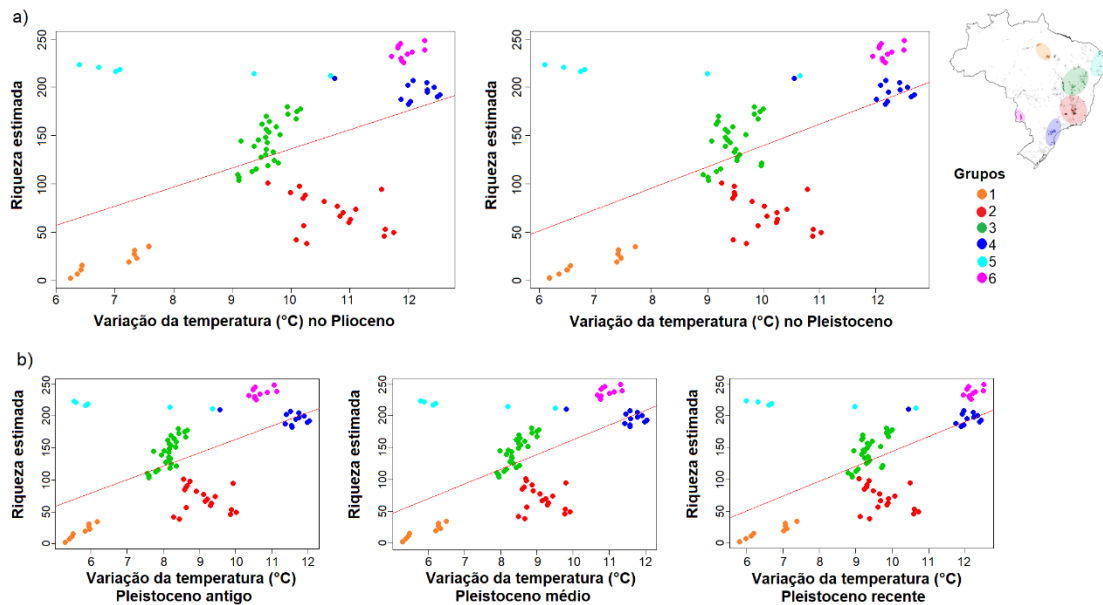 a)
Riqueza estimada
0 50 100 150 200 250
6 7 8 9 10 11 12
Variação da temperatura (°C) no Plioceno
Riqueza estimada
0 50 100 150 200 250
6 7 8 9 10 11 12
Variação da temperatura (°C) no Pleistoceno
Grupos
1
2
3
4
5
6
b)
Riqueza estimada
0 50 100 150 200 250
6 7 8 9 10 11 12
Variação da temperatura (°C)
Pleistoceno antigo
Riqueza estimada
0 50 100 150 200 250
6 7 8 9 10 11 12
Variação da temperatura (°C)
Pleistoceno médio
Riqueza estimada
0 50 100 150 200 250
6 7 8 9 10 11 12
Variação da temperatura (°C)
Pleistoceno recente